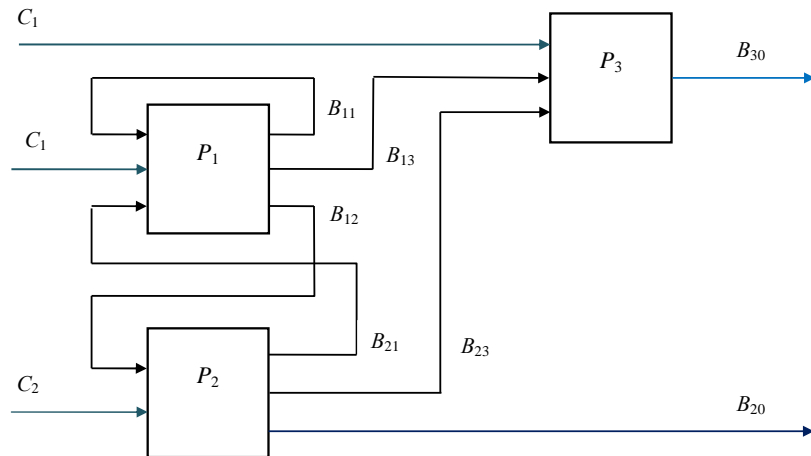 C₁
P₃
B₃₀
B₁₁
C₁
P₁
B₁₃
B₁₂
B₂₁
B₂₃
P₂
C₂
B₂₀